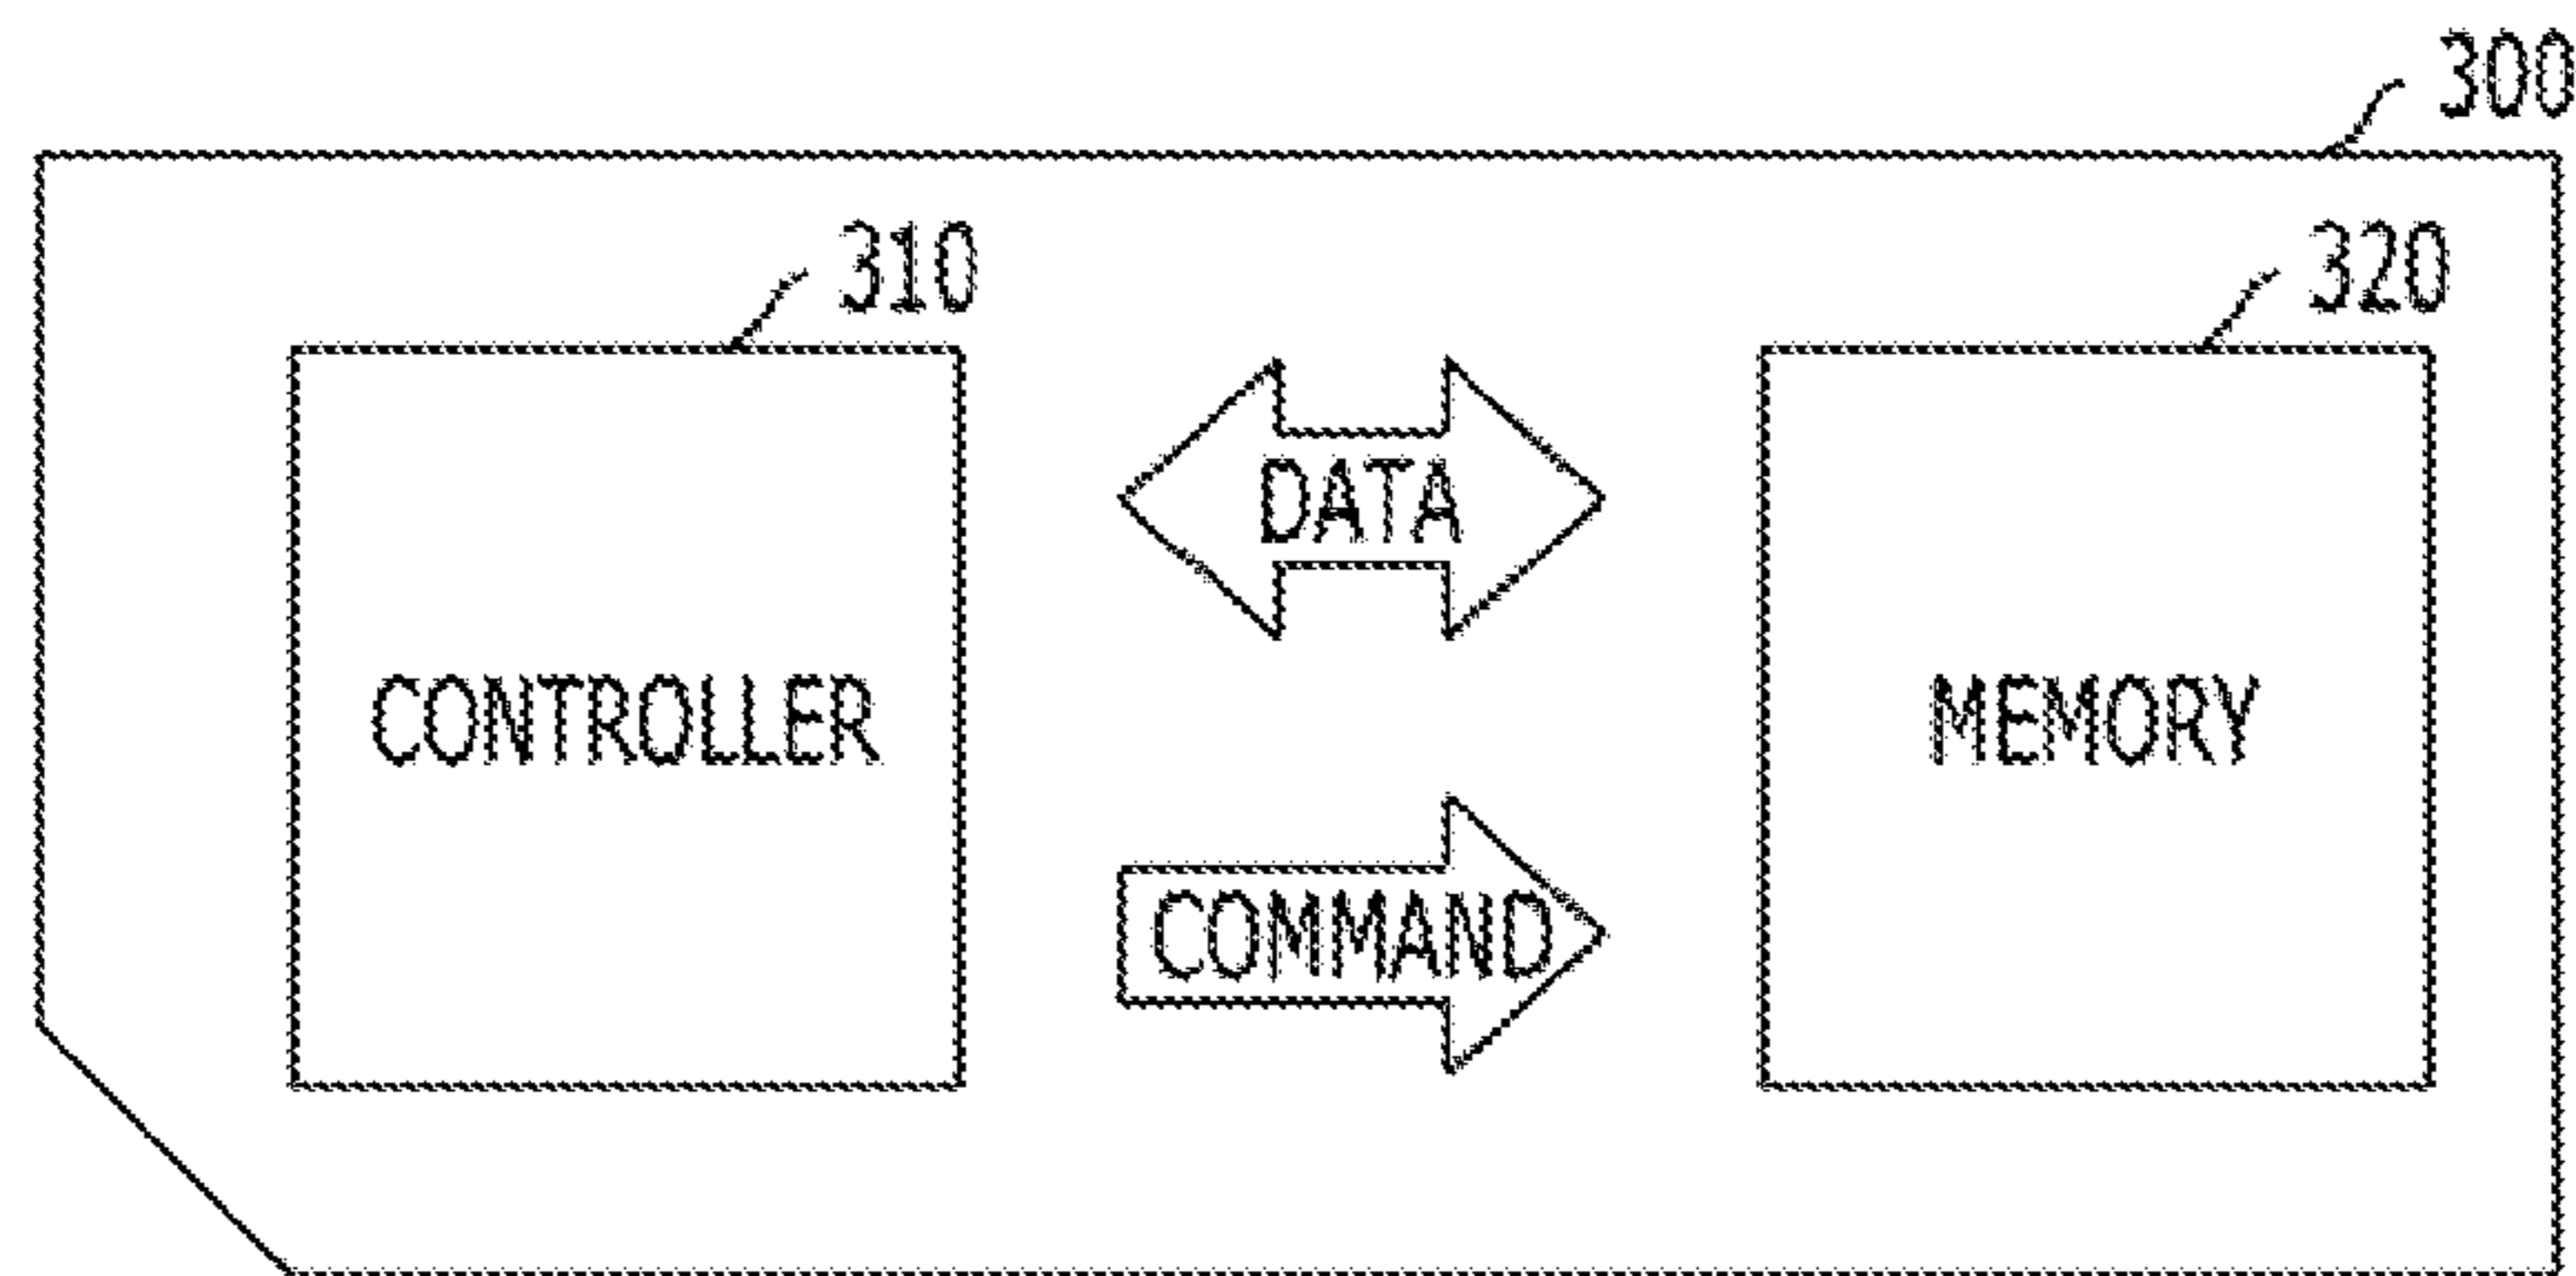 300
310
320
DATA
CONTROLLER
MEMORY
COMMAND